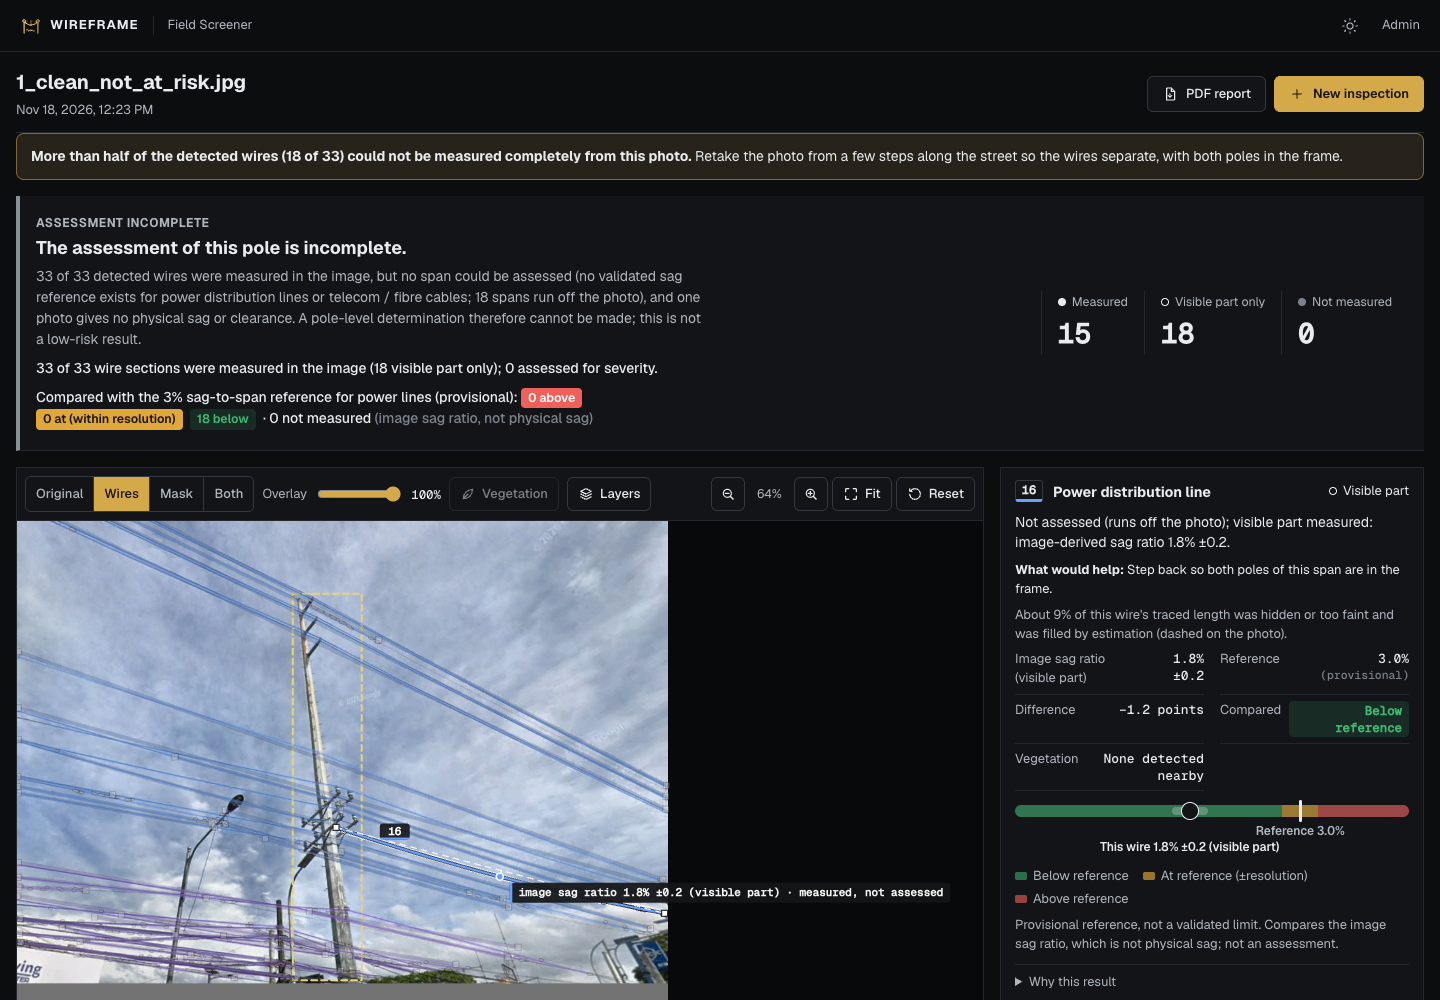 WIREFRAME
Field Screener
Admin
1_clean_not_at_risk.jpg
Nov 18, 2026, 12:23 PM
PDF report
New inspection
More than half of the detected wires (18 of 33) could not be measured completely from this photo. Retake the photo from a few steps along the street so the wires separate, with both poles in the frame.
ASSESSMENT INCOMPLETE
The assessment of this pole is incomplete.
33 of 33 detected wires were measured in the image, but no span could be assessed (no validated sag
reference exists for power distribution lines or telecom / fibre cables; 18 spans run off the photo), and one
photo gives no physical sag or clearance. A pole-level determination therefore cannot be made; this is not
a low-risk result.
33 of 33 wire sections were measured in the image (18 visible part only); 0 assessed for severity.
Compared with the 3% sag-to-span reference for power lines (provisional): 0 above
0 at (within resolution) 18 below · 0 not measured (image sag ratio, not physical sag)
Measured
15
Visible part only
18
Not measured
0
Original Wires Mask Both Overlay 100% Vegetation Layers 64% Fit Reset
16
image sag ratio 1.8% ±0.2 (visible part) · measured, not assessed
16 Power distribution line Visible part
Not assessed (runs off the photo); visible part measured:
image-derived sag ratio 1.8% ±0.2.
What would help: Step back so both poles of this span are in the
frame.
About 9% of this wire's traced length was hidden or too faint and
was filled by estimation (dashed on the photo).
Image sag ratio
(visible part)
1.8%
±0.2
Reference
3.0%
(provisional)
Difference
−1.2 points
Compared
Below
reference
Vegetation
None detected
nearby
Reference 3.0%
This wire 1.8% ±0.2 (visible part)
Below reference
At reference (±resolution)
Above reference
Provisional reference, not a validated limit. Compares the image
sag ratio, which is not physical sag; not an assessment.
Why this result